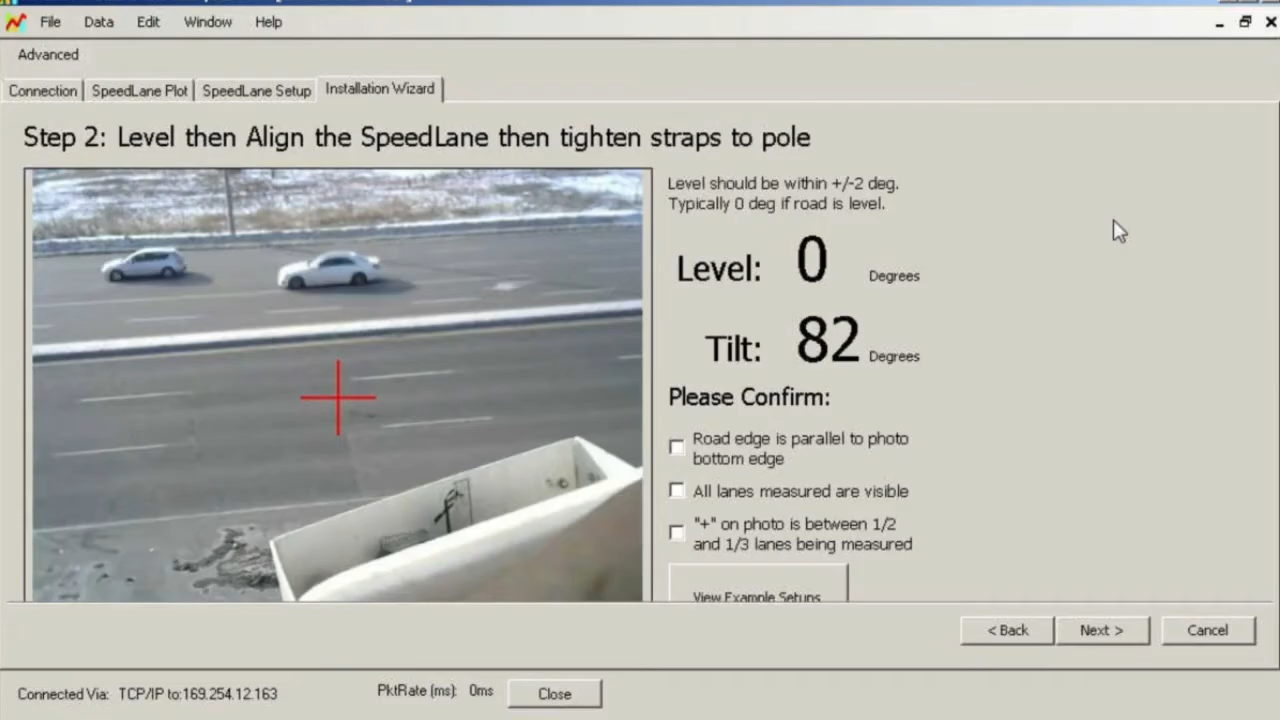 File Data Edit Window Help
Advanced
Connection SpeedLane Plot SpeedLane Setup Installation Wizard
Step 2: Level then Align the SpeedLane then tighten straps to pole
Level should be within +/-2 deg.
Typically 0 deg if road is level.
Level: 0 Degrees
Tilt: 82 Degrees
Please Confirm:
Road edge is parallel to photo
bottom edge
All lanes measured are visible
"+" on photo is between 1/2
and 1/3 lanes being measured
View Example Setups
< Back Next > Cancel
Connected Via: TCP/IP to:169.254.12.163 PktRate (ms): 0ms Close